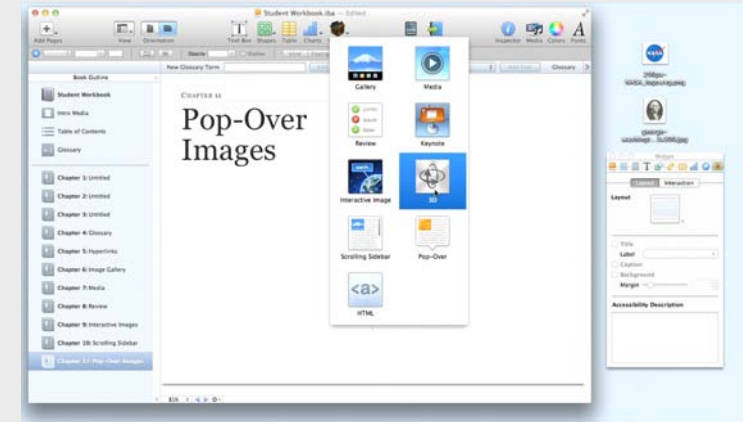 Student Workbook.iba — Edited
Add Pages
View
Orientation
Text Box
Shapes
Table
Charts
Inspector
Media
Colors
Fonts
New Glossary Term
Glossary
Book Outline
Student Workbook
Intro Media
Table of Contents
Glossary
Chapter 1: Untitled
Chapter 2: Untitled
Chapter 3: Untitled
Chapter 4: Glossary
Chapter 5: Hyperlinks
Chapter 6: Image Gallery
Chapter 7: Media
Chapter 8: Review
Chapter 9: Interactive Images
Chapter 10: Scrolling Sidebar
Chapter 11: Pop-Over Images
CHAPTER 11
Pop-Over
Images
Gallery
Media
Review
Keynote
Interactive Image
3D
Scrolling Sidebar
Pop-Over
<a>
HTML
Layout
Interaction
Layout
Title
Label
Caption
Background
Margin
Accessibility Description